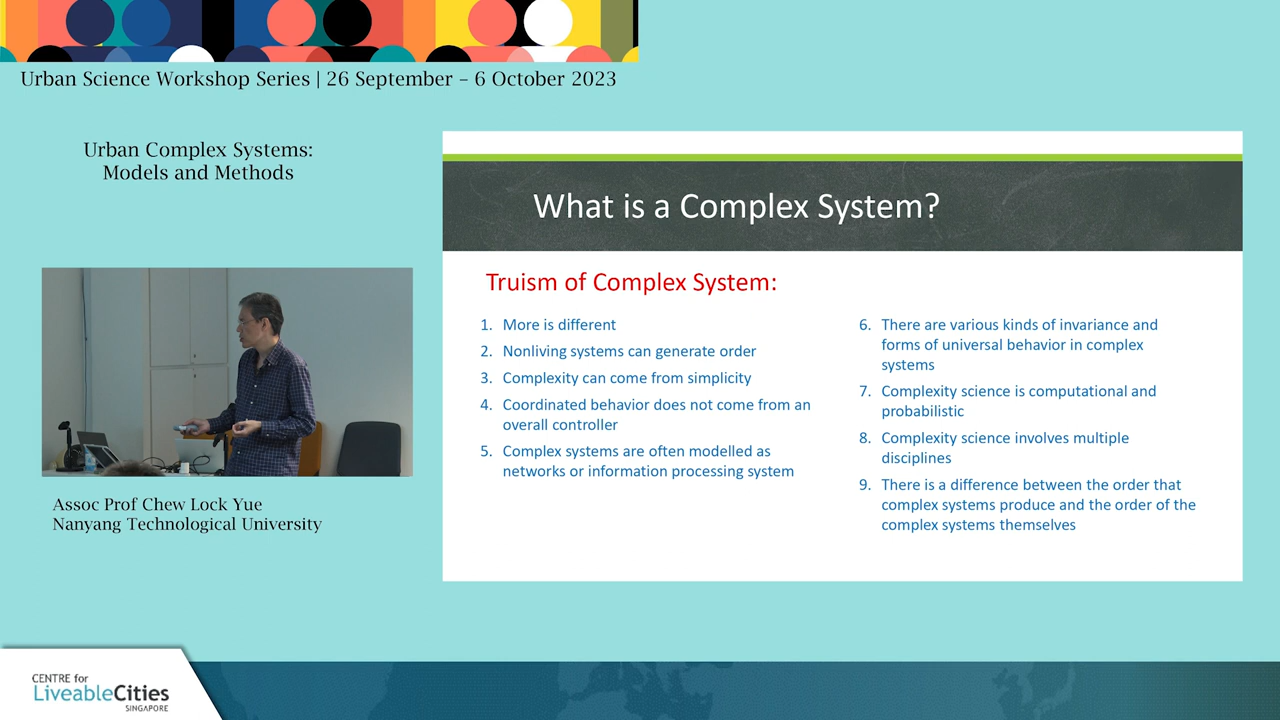 Urban Science Workshop Series | 26 September – 6 October 2023
Urban Complex Systems:
Models and Methods
What is a Complex System?
Truism of Complex System:
1. More is different
2. Nonliving systems can generate order
3. Complexity can come from simplicity
4. Coordinated behavior does not come from an
overall controller
5. Complex systems are often modelled as
networks or information processing system
6. There are various kinds of invariance and
forms of universal behavior in complex
systems
7. Complexity science is computational and
probabilistic
8. Complexity science involves multiple
disciplines
9. There is a difference between the order that
complex systems produce and the order of the
complex systems themselves
Assoc Prof Chew Lock Yue
Nanyang Technological University
CENTRE for
LiveableCities
SINGAPORE